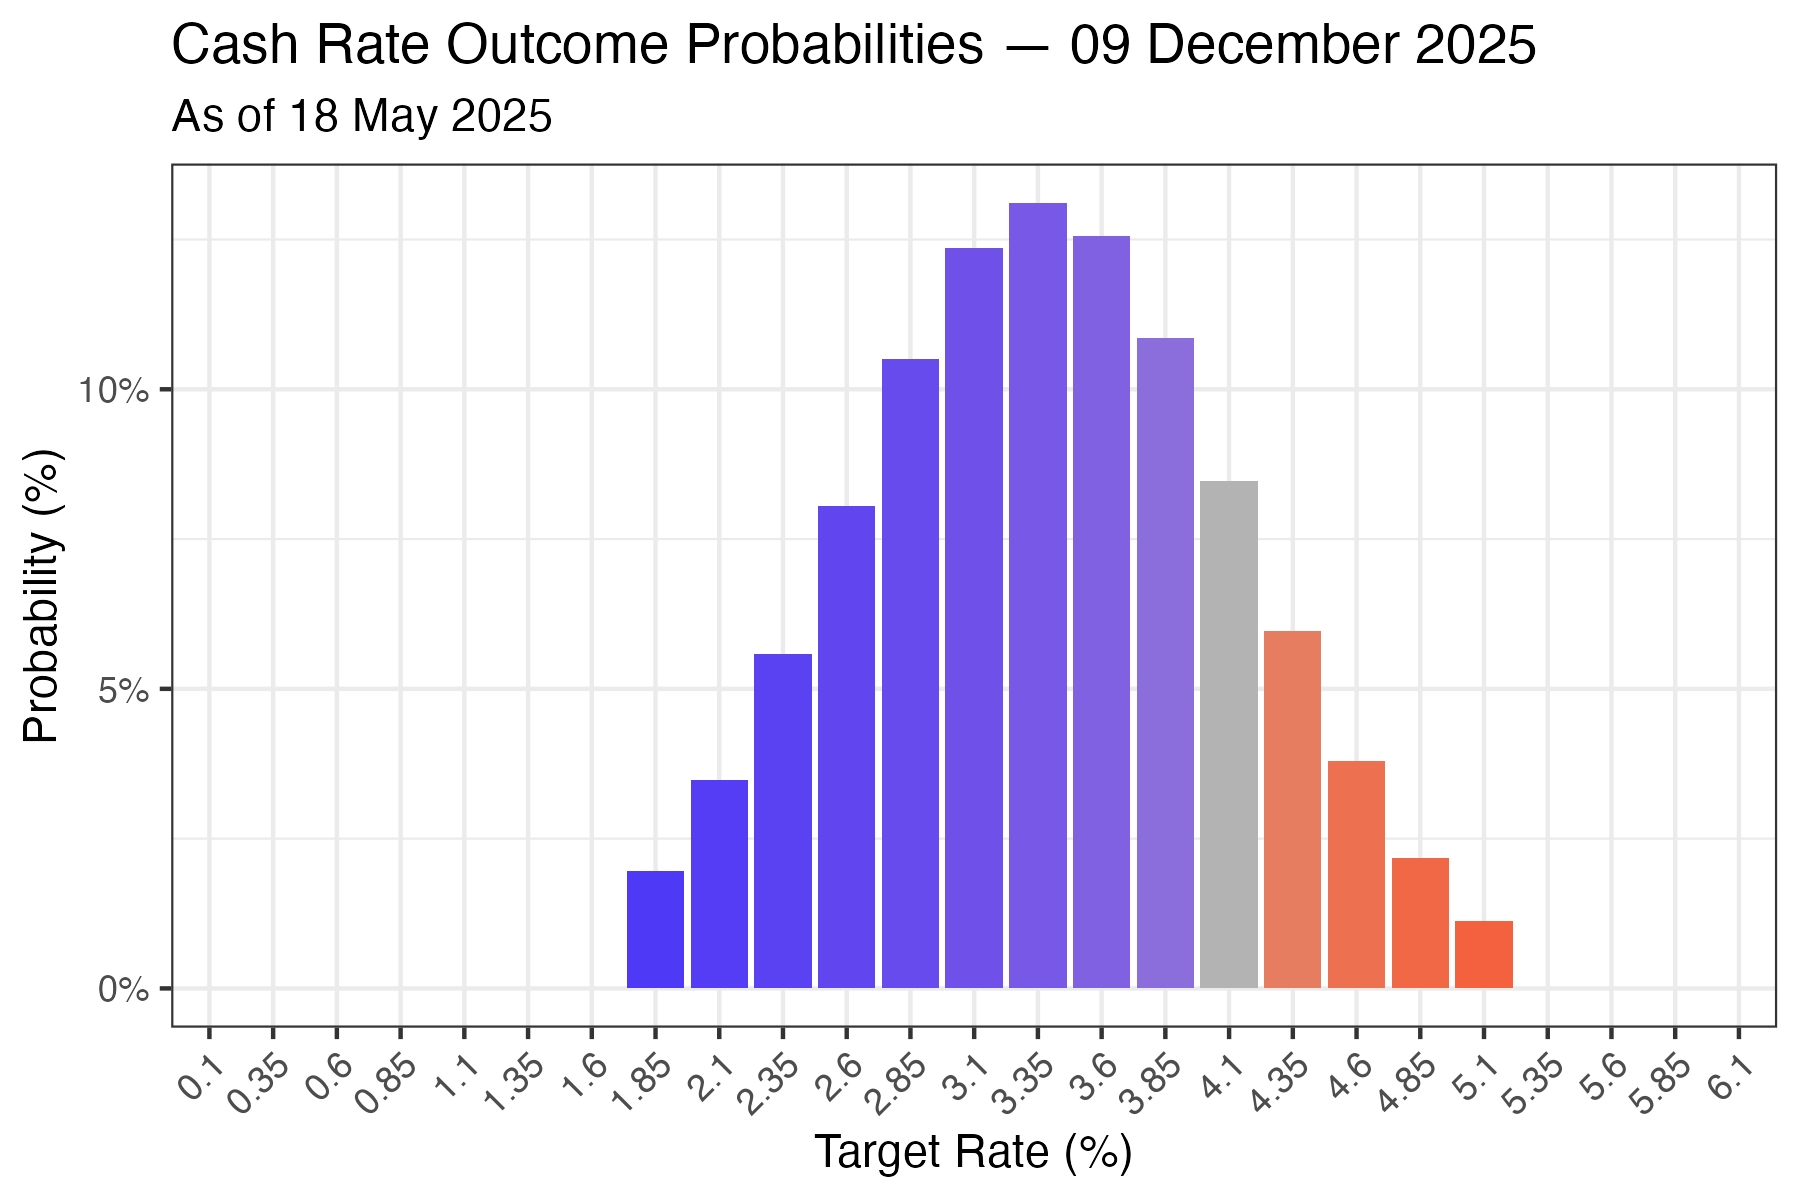 Cash Rate Outcome Probabilities — 09 December 2025
As of 18 May 2025
Probability (%)
10%
5%
0%
0.1 0.35 0.6 0.85 1.1 1.35 1.6 1.85 2.1 2.35 2.6 2.85 3.1 3.35 3.6 3.85 4.1 4.35 4.6 4.85 5.1 5.35 5.6 5.85 6.1
Target Rate (%)